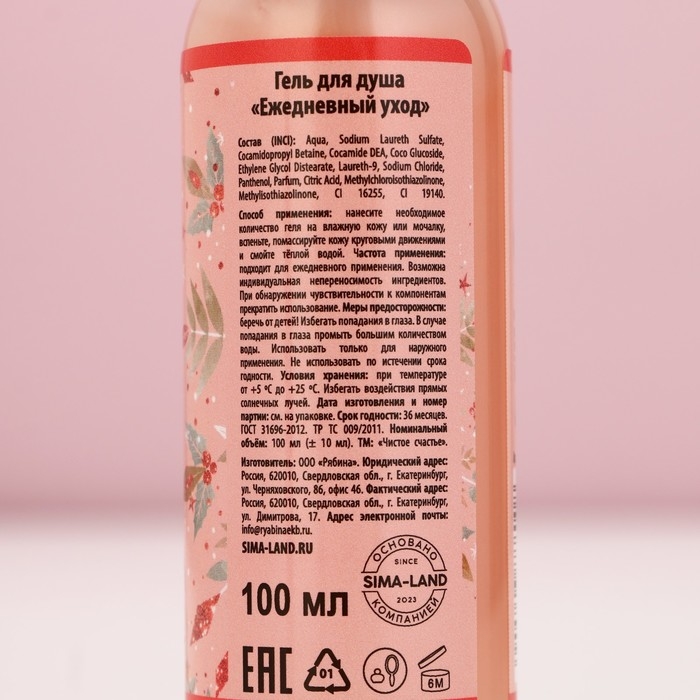 Гель для душа
«Ежедневный уход»
Состав (INCI): Aqua, Sodium Laureth Sulfate,
Cocamidopropyl Betaine, Cocamide DEA, Coco Glucoside,
Ethylene Glycol Distearate, Laureth-9, Sodium Chloride,
Panthenol, Parfum, Citric Acid, Methylchloroisothiazolinone,
Methylisothiazolinone, CI 16255, CI 19140.
Способ применения: нанесите необходимое
количество геля на влажную кожу или мочалку,
вспеньте, помассируйте кожу круговыми движениями
и смойте тёплой водой. Частота применения:
подходит для ежедневного применения. Возможна
индивидуальная непереносимость ингредиентов.
При обнаружении чувствительности к компонентам
прекратить использование. Меры предосторожности:
беречь от детей! Избегать попадания в глаза. В случае
попадания в глаза промыть большим количеством
воды. Использовать только для наружного
применения. Не использовать по истечении срока
годности. Условия хранения: при температуре
от +5 ºC до +25 ºC. Избегать воздействия прямых
солнечных лучей. Дата изготовления и номер
партии: см. на упаковке. Срок годности: 36 месяцев.
ГОСТ 31696-2012. ТР ТС 009/2011. Номинальный
объём: 100 мл (± 10 мл). ТМ: «Чистое счастье».
Изготовитель: ООО «Рябина». Юридический адрес:
Россия, 620010, Свердловская обл., г. Екатеринбург,
ул. Черняховского, 86, офис 46. Фактический адрес:
Россия, 620010, Свердловская обл., г. Екатеринбург,
ул. Димитрова, 17. Адрес электронной почты:
info@ryabinaekb.ru.
SIMA-LAND.RU
ОСНОВАНО
SINCE
SIMA-LAND
2023
КОМПАНИЕЙ
100 мл
EAC
01
6M